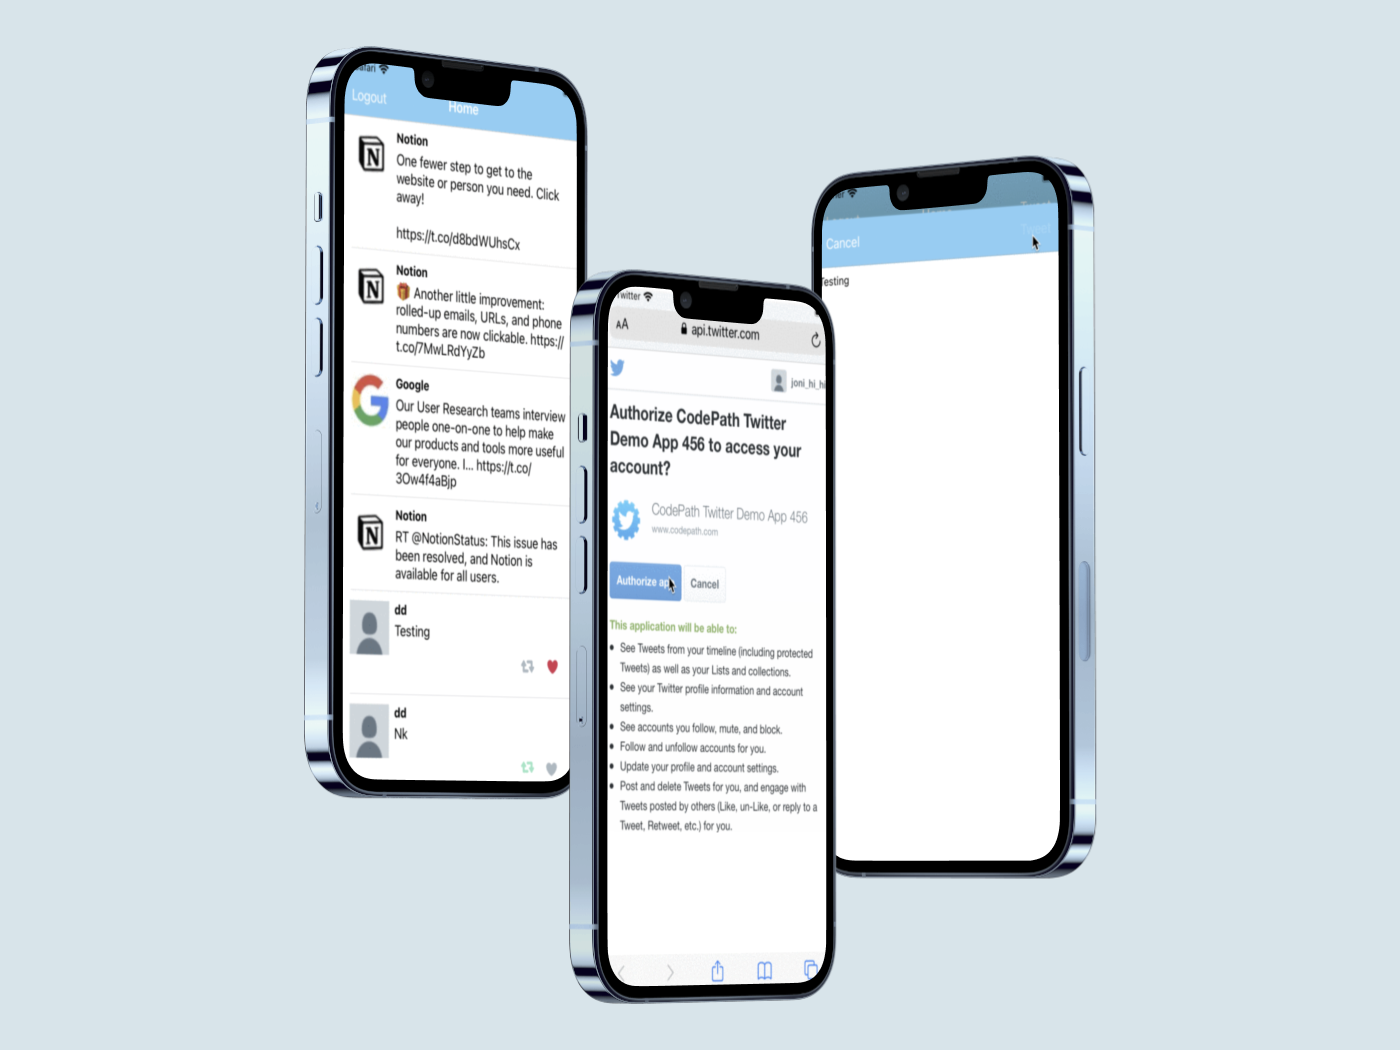 Logout
Home
Notion
One fewer step to get to the
website or person you need. Click
away!
https://t.co/d8bdWUhsCx
Notion
🎁 Another little improvement:
rolled-up emails, URLs, and phone
numbers are now clickable. https://
t.co/7MwLRdYyZb
Google
Our User Research teams interview
people one-on-one to help make
our products and tools more useful
for everyone. I... https://t.co/
3Ow4f4aBjp
Notion
RT @NotionStatus: This issue has
been resolved, and Notion is
available for all users.
dd
Testing
dd
Nk
Twitter
AA
api.twitter.com
joni_hi_hi
Authorize CodePath Twitter
Demo App 456 to access your
account?
CodePath Twitter Demo App 456
www.codepath.com
Authorize app
Cancel
This application will be able to:
• See Tweets from your timeline (including protected
Tweets) as well as your Lists and collections.
• See your Twitter profile information and account
settings.
• See accounts you follow, mute, and block.
• Follow and unfollow accounts for you.
• Update your profile and account settings.
• Post and delete Tweets for you, and engage with
Tweets posted by others (Like, un-Like, or reply to a
Tweet, Retweet, etc.) for you.
Cancel
Tweet
Testing